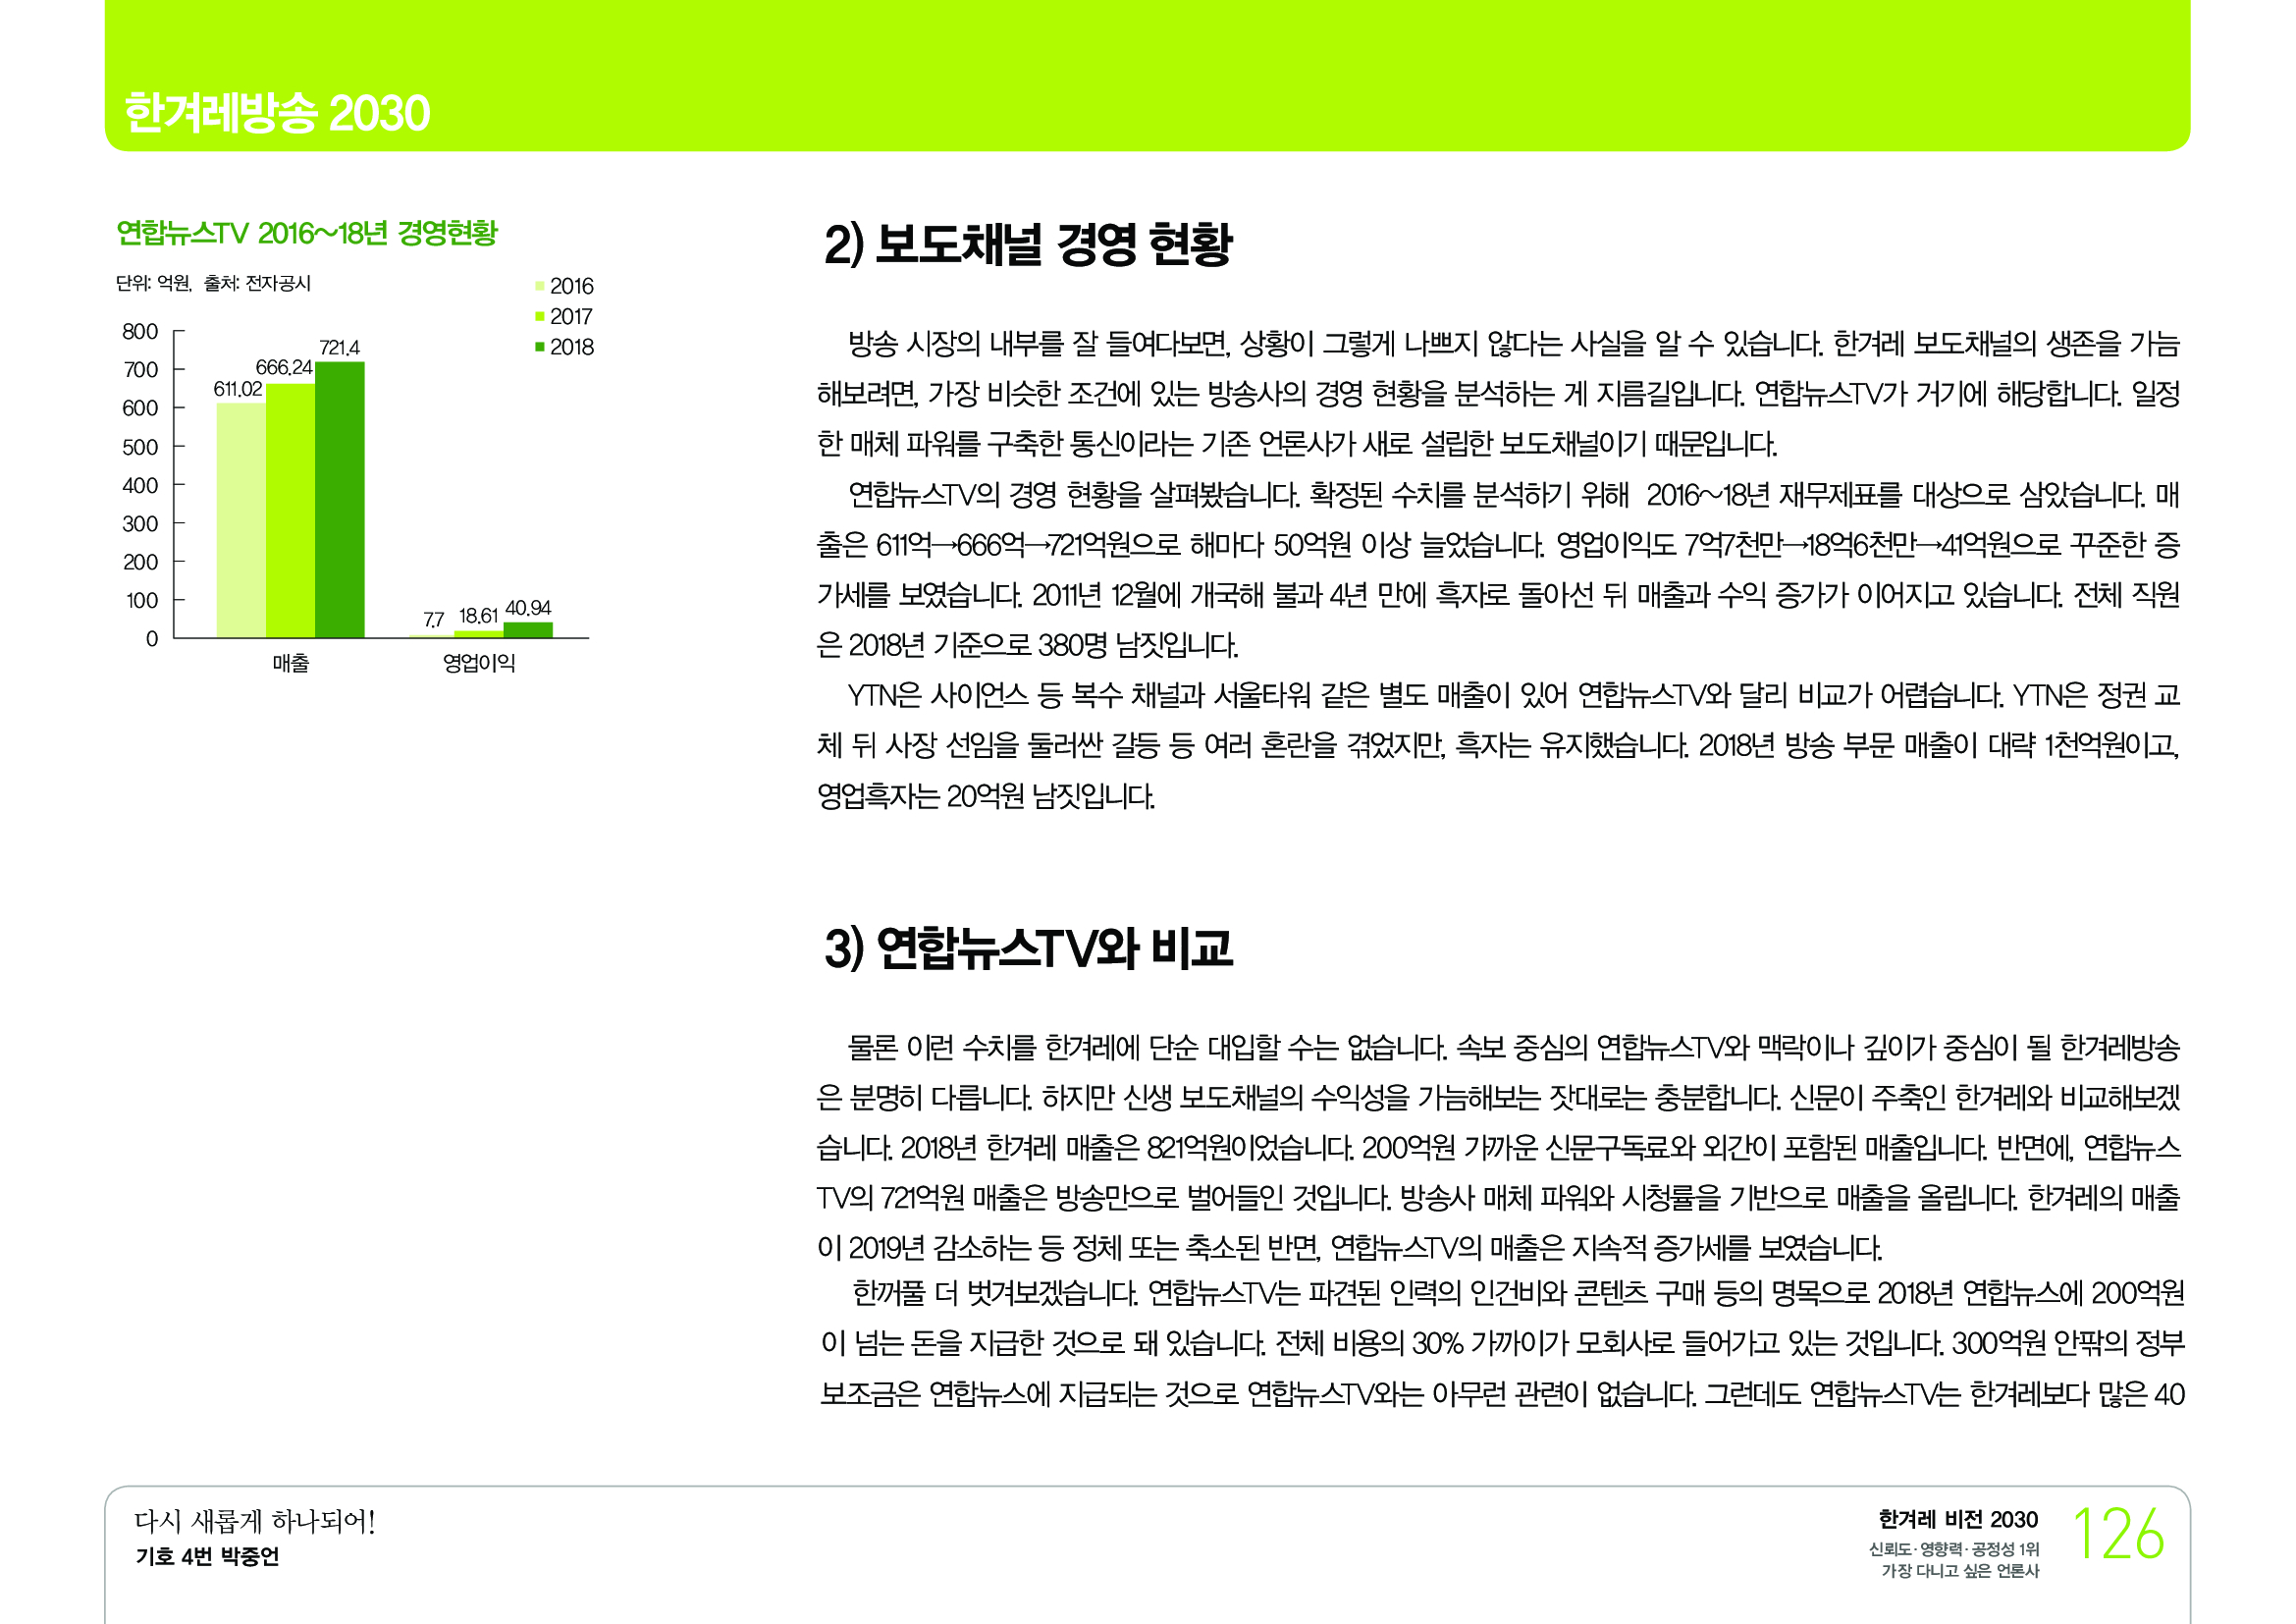 한겨레방송 2030
연합뉴스TV 2016~18년 경영현황
단위: 억원, 출처: 전자공시
2016
2017
2018
800
700
600
500
400
300
200
100
0
611.02
666.24
721.4
7.7
18.61
40.94
매출
영업이익
2) 보도채널 경영 현황
방송 시장의 내부를 잘 들여다보면, 상황이 그렇게 나쁘지 않다는 사실을 알 수 있습니다. 한겨레 보도채널의 생존을 가늠
해보려면, 가장 비슷한 조건에 있는 방송사의 경영 현황을 분석하는 게 지름길입니다. 연합뉴스TV가 거기에 해당합니다. 일정
한 매체 파워를 구축한 통신이라는 기존 언론사가 새로 설립한 보도채널이기 때문입니다.
연합뉴스TV의 경영 현황을 살펴봤습니다. 확정된 수치를 분석하기 위해 2016~18년 재무제표를 대상으로 삼았습니다. 매
출은 611억→666억→721억원으로 해마다 50억원 이상 늘었습니다. 영업이익도 7억7천만→18억6천만→41억원으로 꾸준한 증
가세를 보였습니다. 2011년 12월에 개국해 불과 4년 만에 흑자로 돌아선 뒤 매출과 수익 증가가 이어지고 있습니다. 전체 직원
은 2018년 기준으로 380명 남짓입니다.
YTN은 사이언스 등 복수 채널과 서울타워 같은 별도 매출이 있어 연합뉴스TV와 달리 비교가 어렵습니다. YTN은 정권 교
체 뒤 사장 선임을 둘러싼 갈등 등 여러 혼란을 겪었지만, 흑자는 유지했습니다. 2018년 방송 부문 매출이 대략 1천억원이고,
영업흑자는 20억원 남짓입니다.
3) 연합뉴스TV와 비교
물론 이런 수치를 한겨레에 단순 대입할 수는 없습니다. 속보 중심의 연합뉴스TV와 맥락이나 깊이가 중심이 될 한겨레방송
은 분명히 다릅니다. 하지만 신생 보도채널의 수익성을 가늠해보는 잣대로는 충분합니다. 신문이 주축인 한겨레와 비교해보겠
습니다. 2018년 한겨레 매출은 821억원이었습니다. 200억원 가까운 신문구독료와 외간이 포함된 매출입니다. 반면에, 연합뉴스
TV의 721억원 매출은 방송만으로 벌어들인 것입니다. 방송사 매체 파워와 시청률을 기반으로 매출을 올립니다. 한겨레의 매출
이 2019년 감소하는 등 정체 또는 축소된 반면, 연합뉴스TV의 매출은 지속적 증가세를 보였습니다.
한꺼풀 더 벗겨보겠습니다. 연합뉴스TV는 파견된 인력의 인건비와 콘텐츠 구매 등의 명목으로 2018년 연합뉴스에 200억원
이 넘는 돈을 지급한 것으로 돼 있습니다. 전체 비용의 30% 가까이가 모회사로 들어가고 있는 것입니다. 300억원 안팎의 정부
보조금은 연합뉴스에 지급되는 것으로 연합뉴스TV와는 아무런 관련이 없습니다. 그런데도 연합뉴스TV는 한겨레보다 많은 40
다시 새롭게 하나되어!
기호 4번 박중언
한겨레 비전 2030
신뢰도·영향력·공정성 1위
가장 다니고 싶은 언론사
126